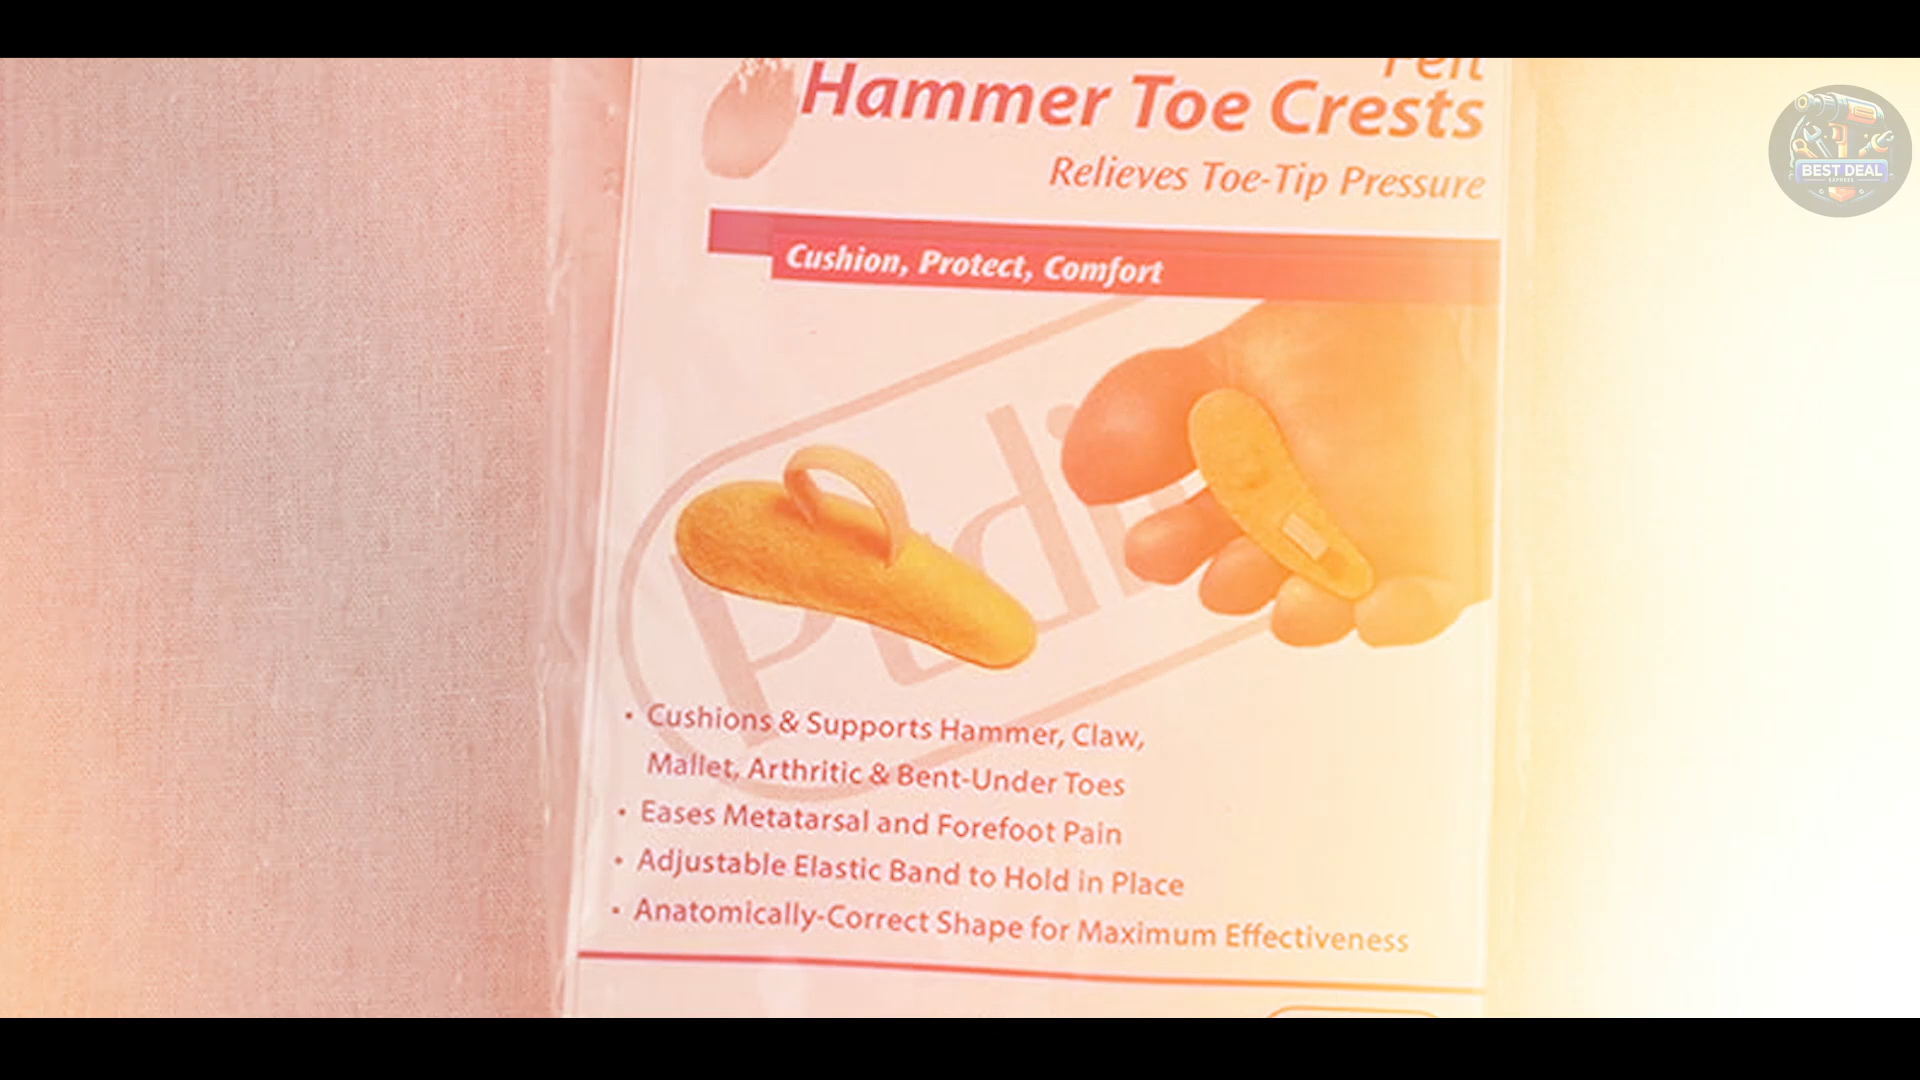 Felt
Hammer Toe Crests
Relieves Toe-Tip Pressure
Cushion, Protect, Comfort
• Cushions & Supports Hammer, Claw,
Mallet, Arthritic & Bent-Under Toes
• Eases Metatarsal and Forefoot Pain
• Adjustable Elastic Band to Hold in Place
• Anatomically-Correct Shape for Maximum Effectiveness
BEST DEAL
EXPRESS